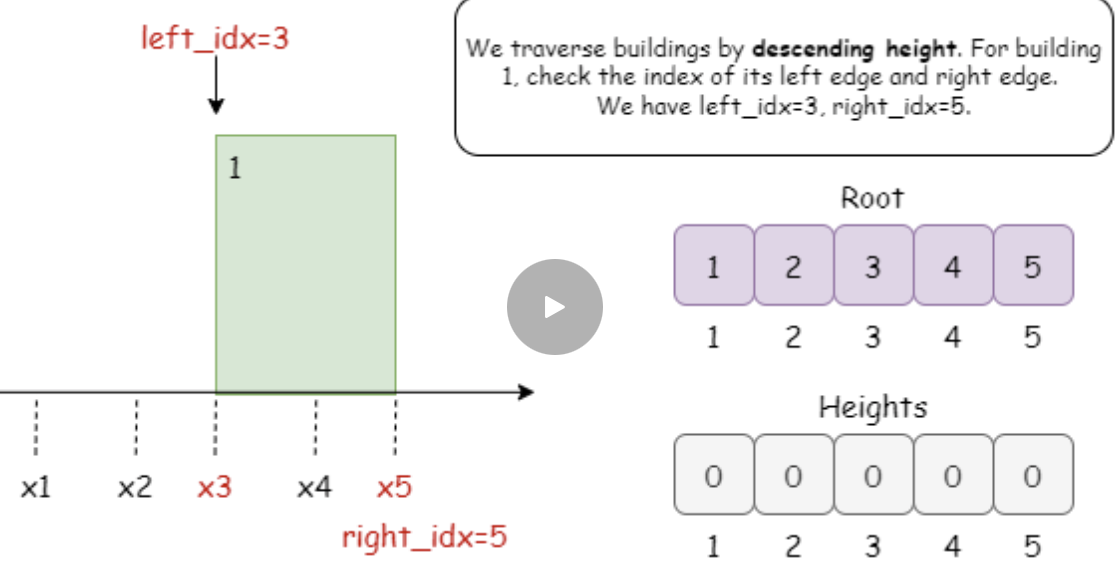 left_idx=3
We traverse buildings by descending height. For building
1, check the index of its left edge and right edge.
We have left_idx=3, right_idx=5.
1
Root
1 2 3 4 5
1 2 3 4 5
Heights
0 0 0 0 0
1 2 3 4 5
x1 x2 x3 x4 x5
right_idx=5